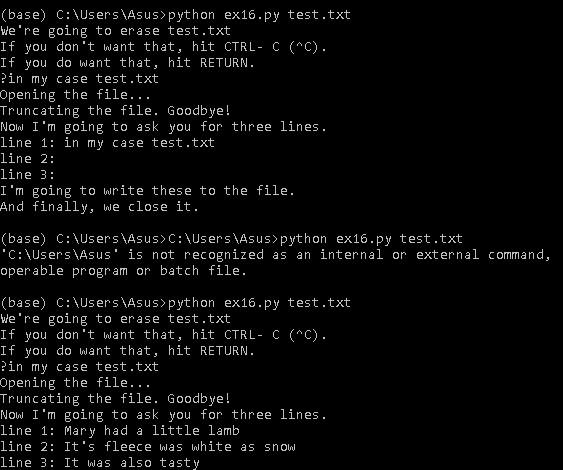 (base) C:\Users\Asus>python ex16.py test.txt
We're going to erase test.txt
If you don't want that, hit CTRL- C (^C).
If you do want that, hit RETURN.
?in my case test.txt
Opening the file...
Truncating the file. Goodbye!
Now I'm going to ask you for three lines.
line 1: in my case test.txt
line 2:
line 3:
I'm going to write these to the file.
And finally, we close it.
(base) C:\Users\Asus>C:\Users\Asus>python ex16.py test.txt
'C:\Users\Asus' is not recognized as an internal or external command,
operable program or batch file.
(base) C:\Users\Asus>python ex16.py test.txt
We're going to erase test.txt
If you don't want that, hit CTRL- C (^C).
If you do want that, hit RETURN.
?in my case test.txt
Opening the file...
Truncating the file. Goodbye!
Now I'm going to ask you for three lines.
line 1: Mary had a little lamb
line 2: It's fleece was white as snow
line 3: It was also tasty